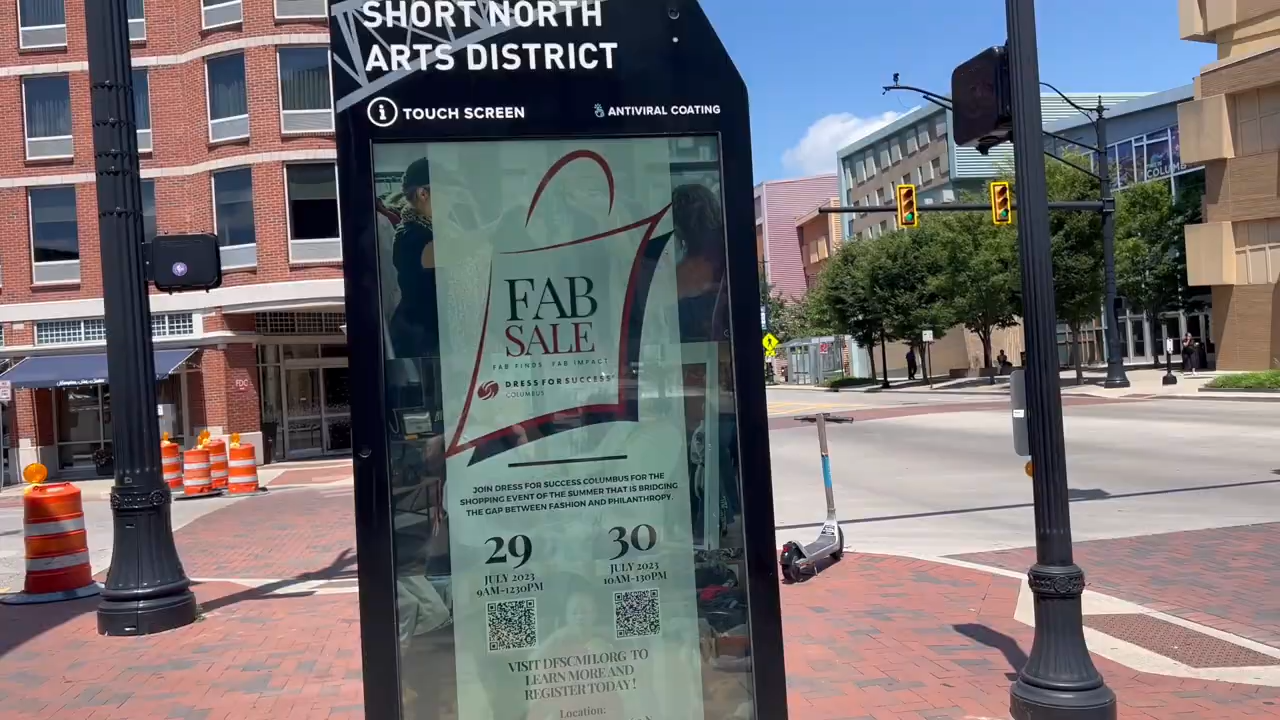 SHORT NORTH
ARTS DISTRICT
TOUCH SCREEN
ANTIVIRAL COATING
FAB
SALE
FAB FINDS FAB IMPACT
DRESS FOR SUCCESS
COLUMBUS
JOIN DRESS FOR SUCCESS COLUMBUS FOR THE
SHOPPING EVENT OF THE SUMMER THAT IS BRIDGING
THE GAP BETWEEN FASHION AND PHILANTHROPY.
29
JULY 2023
9AM-1230PM
30
JULY 2023
10AM-130PM
VISIT DFSCMH.ORG TO
LEARN MORE AND
REGISTER TODAY!
Location:
FDC